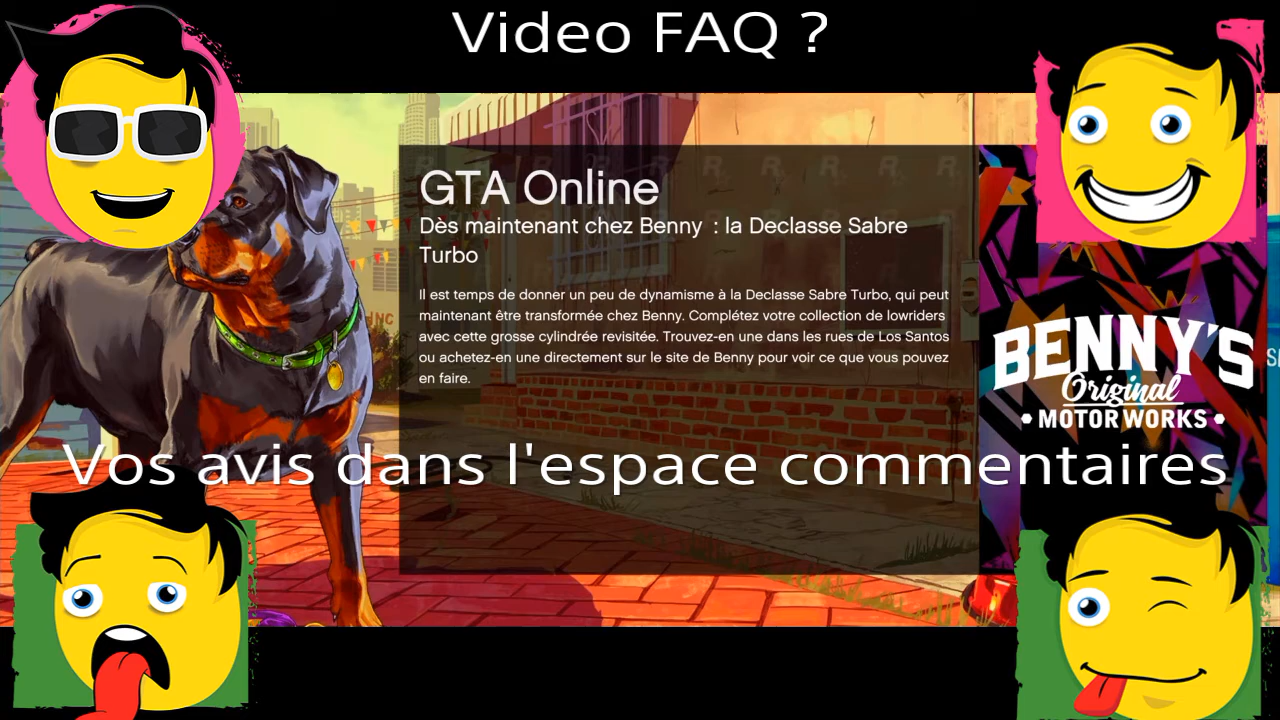 Video FAQ ?
GTA Online
Dès maintenant chez Benny : la Declasse Sabre
Turbo
Il est temps de donner un peu de dynamisme à la Declasse Sabre Turbo, qui peut
maintenant être transformée chez Benny. Complétez votre collection de lowriders
avec cette grosse cylindrée revisitée. Trouvez-en une dans les rues de Los Santos
ou achetez-en une directement sur le site de Benny pour voir ce que vous pouvez
en faire.
BENNY'S
Original
MOTOR WORKS
Vos avis dans l'espace commentaires